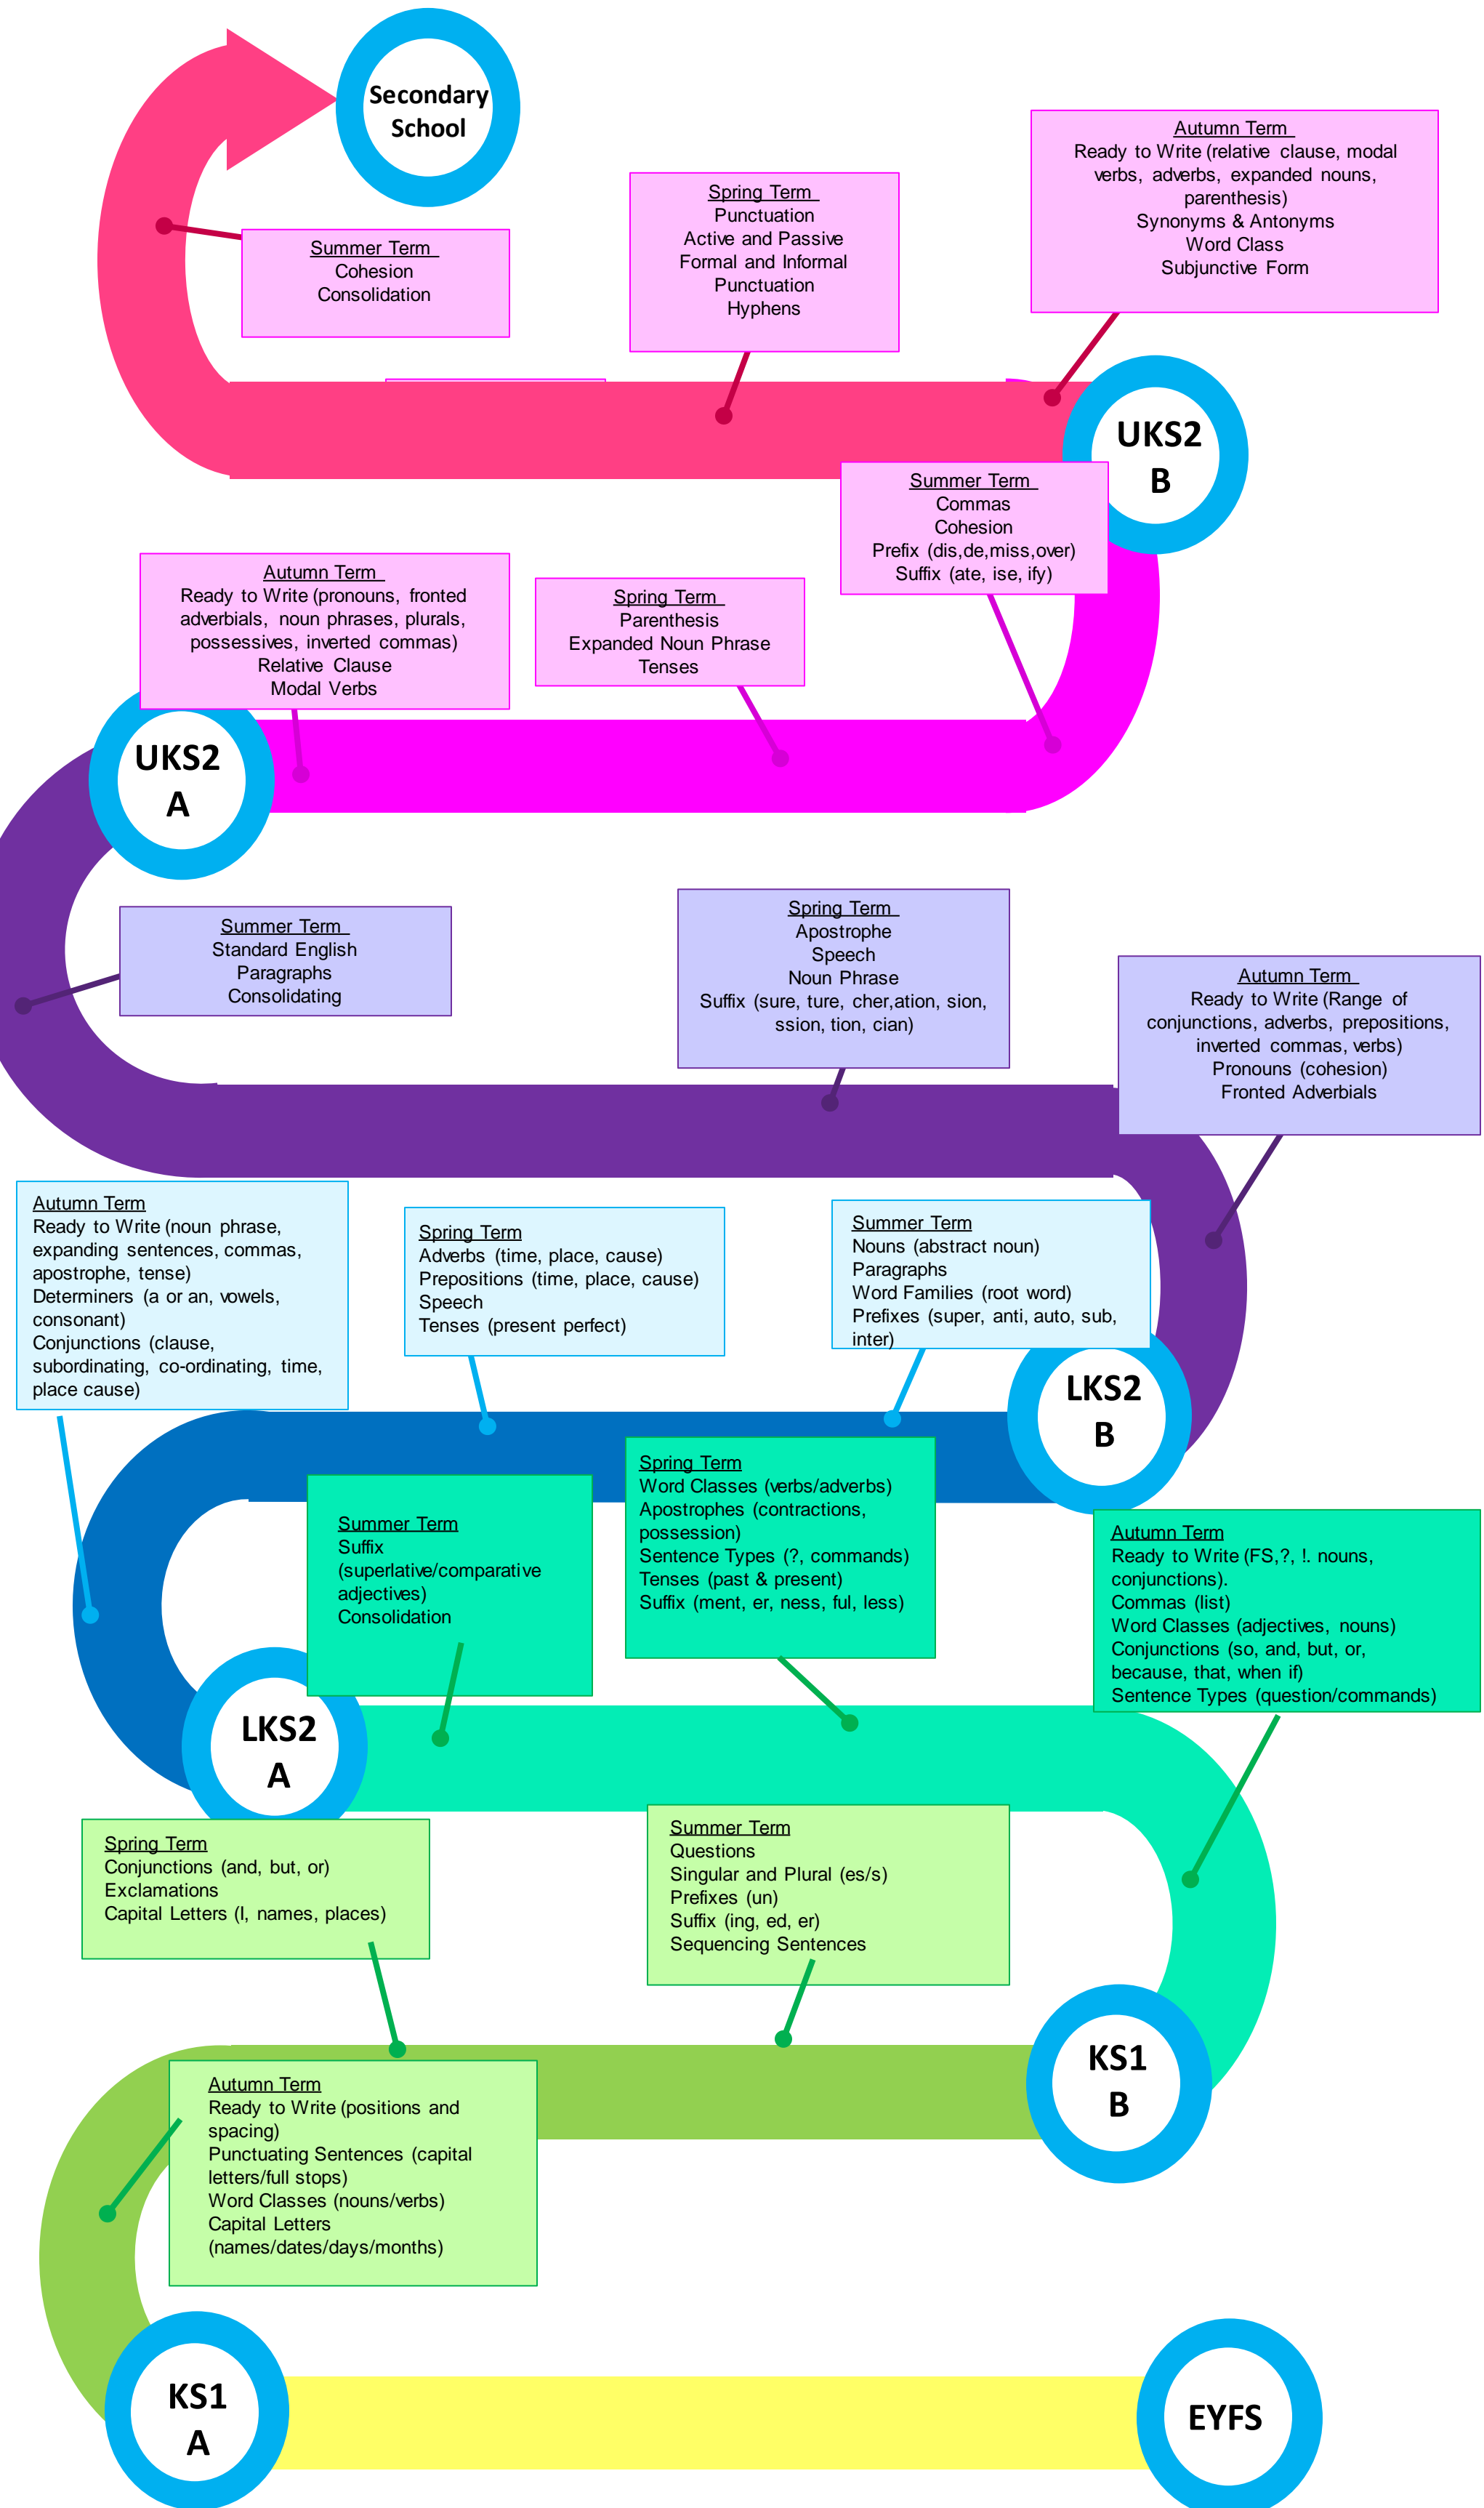 Secondary
School
Autumn Term
Ready to Write (relative clause, modal
verbs, adverbs, expanded nouns,
parenthesis)
Synonyms & Antonyms
Word Class
Subjunctive Form
Spring Term
Punctuation
Active and Passive
Formal and Informal
Punctuation
Hyphens
Summer Term
Cohesion
Consolidation
UKS2
B
Summer Term
Commas
Cohesion
Prefix (dis,de,miss,over)
Suffix (ate, ise, ify)
Autumn Term
Ready to Write (pronouns, fronted
adverbials, noun phrases, plurals,
possessives, inverted commas)
Relative Clause
Modal Verbs
Spring Term
Parenthesis
Expanded Noun Phrase
Tenses
UKS2
A
Summer Term
Standard English
Paragraphs
Consolidating
Spring Term
Apostrophe
Speech
Noun Phrase
Suffix (sure, ture, cher,ation, sion,
ssion, tion, cian)
Autumn Term
Ready to Write (Range of
conjunctions, adverbs, prepositions,
inverted commas, verbs)
Pronouns (cohesion)
Fronted Adverbials
Autumn Term
Ready to Write (noun phrase,
expanding sentences, commas,
apostrophe, tense)
Determiners (a or an, vowels,
consonant)
Conjunctions (clause,
subordinating, co-ordinating, time,
place cause)
Spring Term
Adverbs (time, place, cause)
Prepositions (time, place, cause)
Speech
Tenses (present perfect)
Summer Term
Nouns (abstract noun)
Paragraphs
Word Families (root word)
Prefixes (super, anti, auto, sub,
inter)
LKS2
B
Summer Term
Suffix
(superlative/comparative
adjectives)
Consolidation
Spring Term
Word Classes (verbs/adverbs)
Apostrophes (contractions,
possession)
Sentence Types (?, commands)
Tenses (past & present)
Suffix (ment, er, ness, ful, less)
Autumn Term
Ready to Write (FS,?, !. nouns,
conjunctions).
Commas (list)
Word Classes (adjectives, nouns)
Conjunctions (so, and, but, or,
because, that, when if)
Sentence Types (question/commands)
LKS2
A
Spring Term
Conjunctions (and, but, or)
Exclamations
Capital Letters (I, names, places)
Summer Term
Questions
Singular and Plural (es/s)
Prefixes (un)
Suffix (ing, ed, er)
Sequencing Sentences
KS1
B
Autumn Term
Ready to Write (positions and
spacing)
Punctuating Sentences (capital
letters/full stops)
Word Classes (nouns/verbs)
Capital Letters
(names/dates/days/months)
KS1
A
EYFS